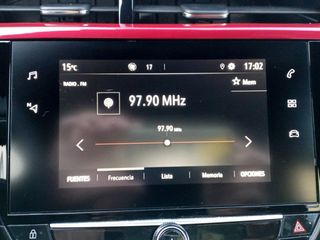 15°C 17 17:02
RADIO . FM
Mem
97.90 MHz
97.90 MHz
FUENTES Frecuencia Lista Memoria OPCIONES
N